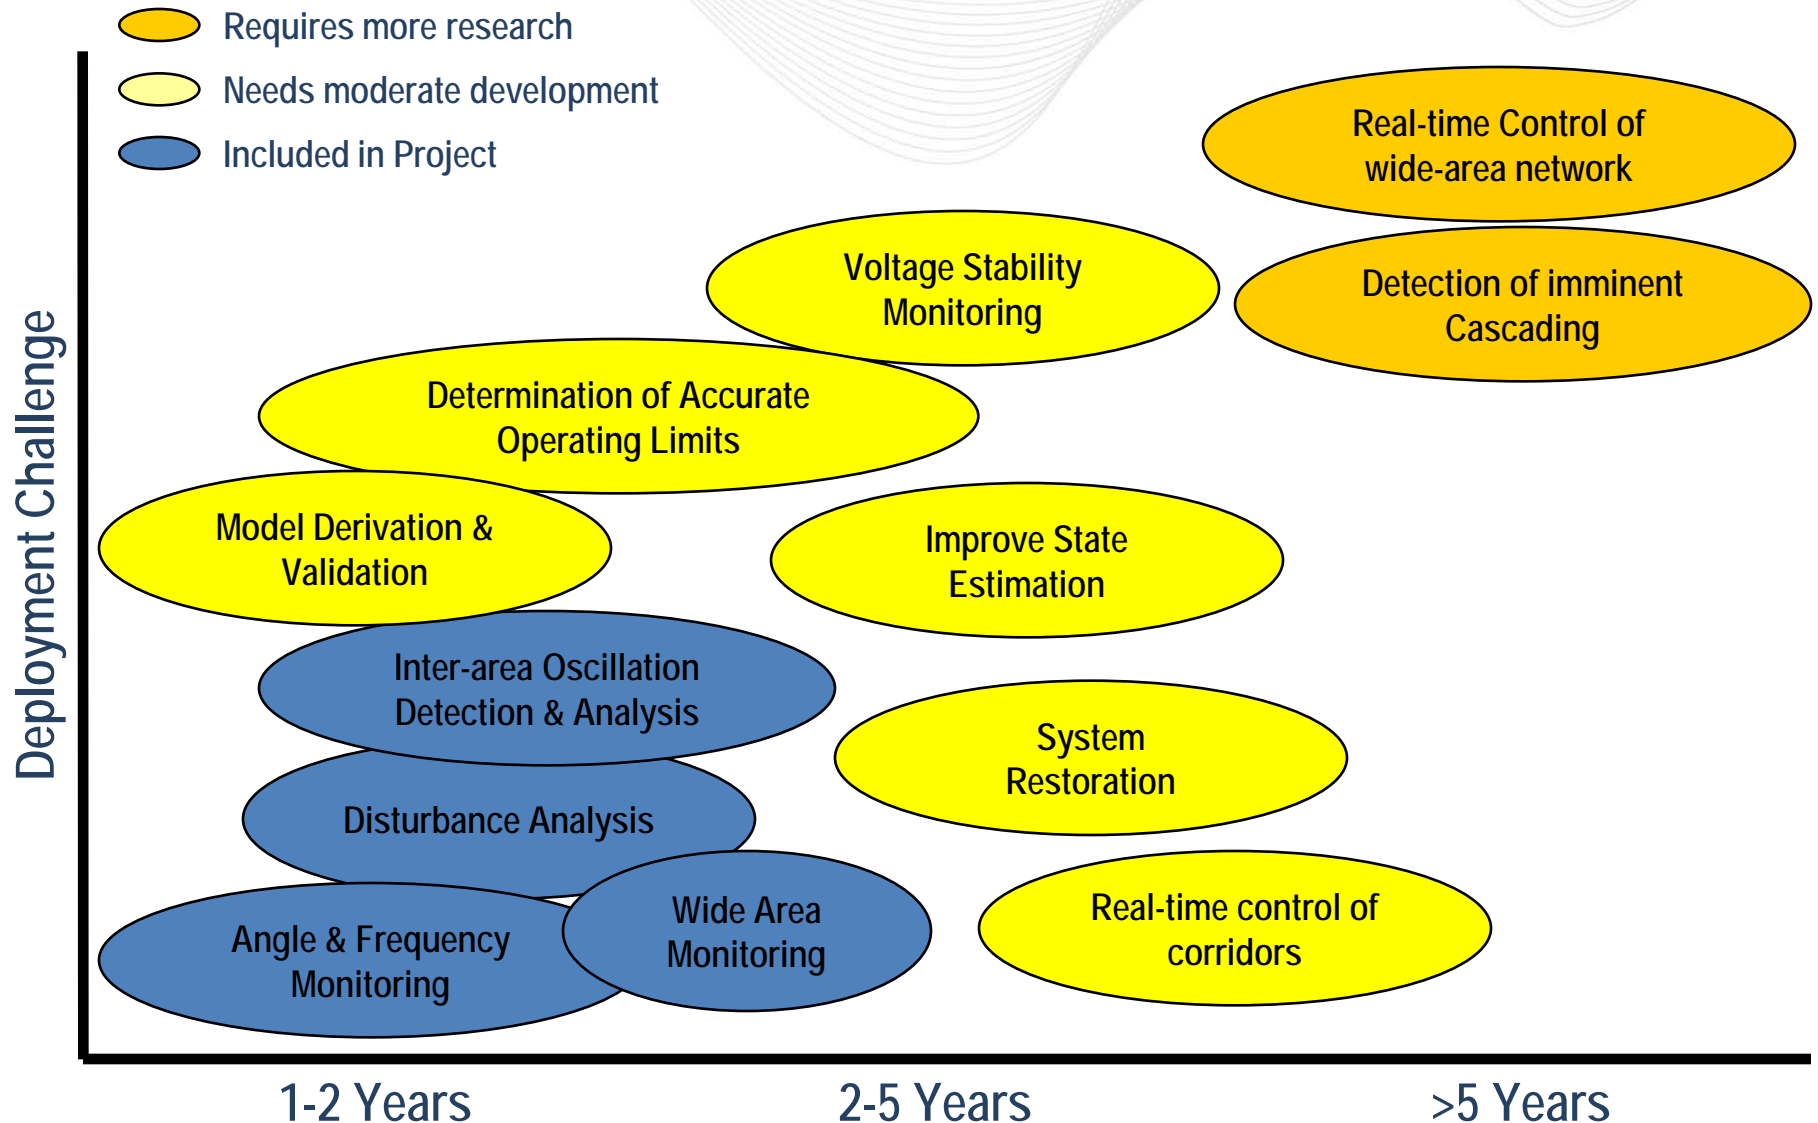 Requires more research
Needs moderate development
Included in Project
Deployment Challenge
Real-time Control of
wide-area network
Voltage Stability
Monitoring
Detection of imminent
Cascading
Determination of Accurate
Operating Limits
Model Derivation &
Validation
Improve State
Estimation
Inter-area Oscillation
Detection & Analysis
System
Restoration
Disturbance Analysis
Angle & Frequency
Monitoring
Wide Area
Monitoring
Real-time control of
corridors
1-2 Years
2-5 Years
>5 Years